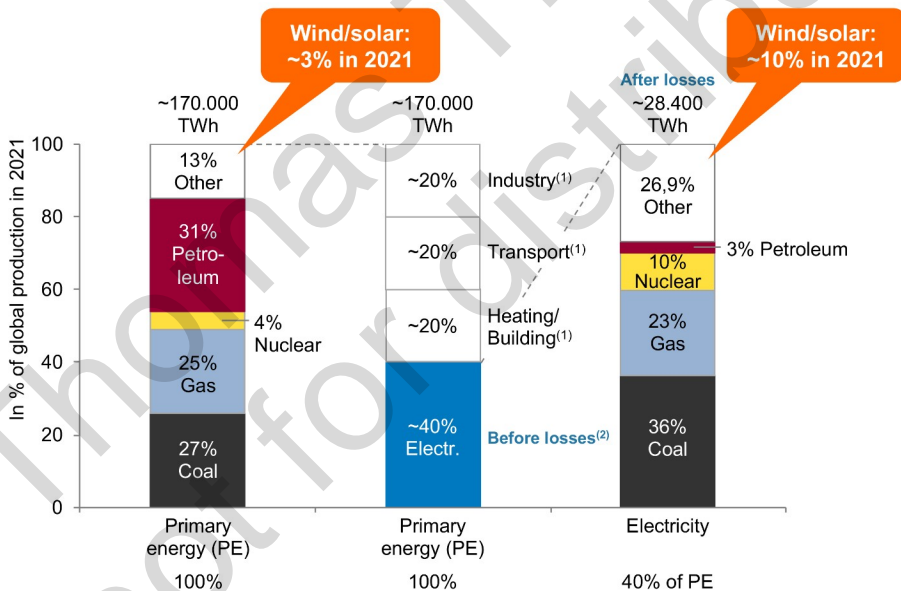 Wind/solar:
~3% in 2021
Wind/solar:
~10% in 2021
After losses
~170.000
TWh
~170.000
TWh
~28.400
TWh
In % of global production in 2021
100
80
60
40
20
0
13%
Other
31%
Petro-
leum
4%
Nuclear
25%
Gas
27%
Coal
~20%
Industry(1)
~20%
Transport(1)
~20%
Heating/
Building(1)
~40%
Electr.
Before losses(2)
26,9%
Other
3% Petroleum
10%
Nuclear
23%
Gas
36%
Coal
Primary
energy (PE)
Primary
energy (PE)
Electricity
100%
100%
40% of PE
Thomas
not for distrib